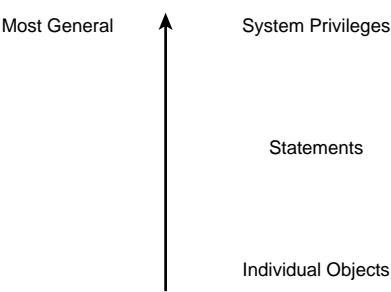 Most General
System Privileges
Statements
Individual Objects